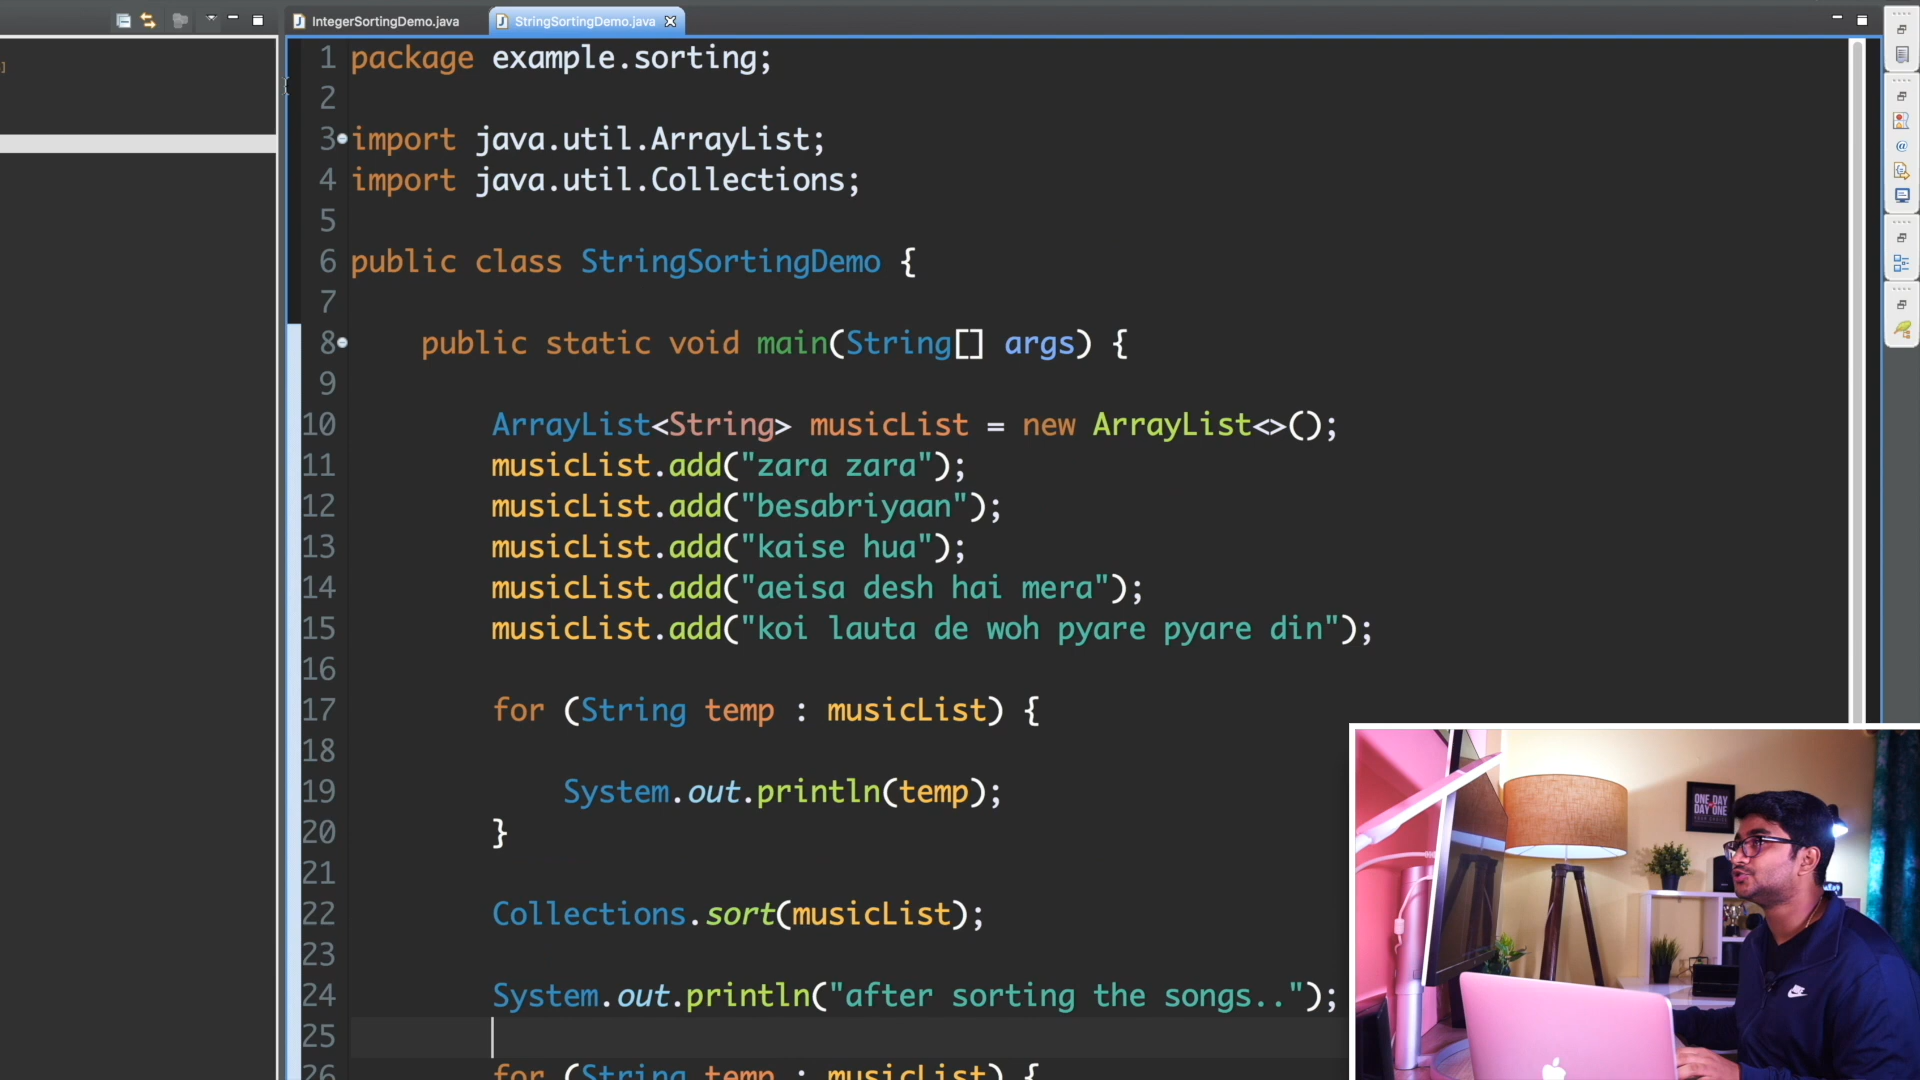 IntegerSortingDemo.java
StringSortingDemo.java
1 package example.sorting;
2
3 import java.util.ArrayList;
4 import java.util.Collections;
5
6 public class StringSortingDemo {
7
8 public static void main(String[] args) {
9
10 ArrayList<String> musicList = new ArrayList<>();
11 musicList.add("zara zara");
12 musicList.add("besabriyaan");
13 musicList.add("kaise hua");
14 musicList.add("aeisa desh hai mera");
15 musicList.add("koi lauta de woh pyare pyare din");
16
17 for (String temp : musicList) {
18
19 System.out.println(temp);
20 }
21
22 Collections.sort(musicList);
23
24 System.out.println("after sorting the songs..");
25
26 for (String temp : musicList) {
ONE DAY
DAY ONE